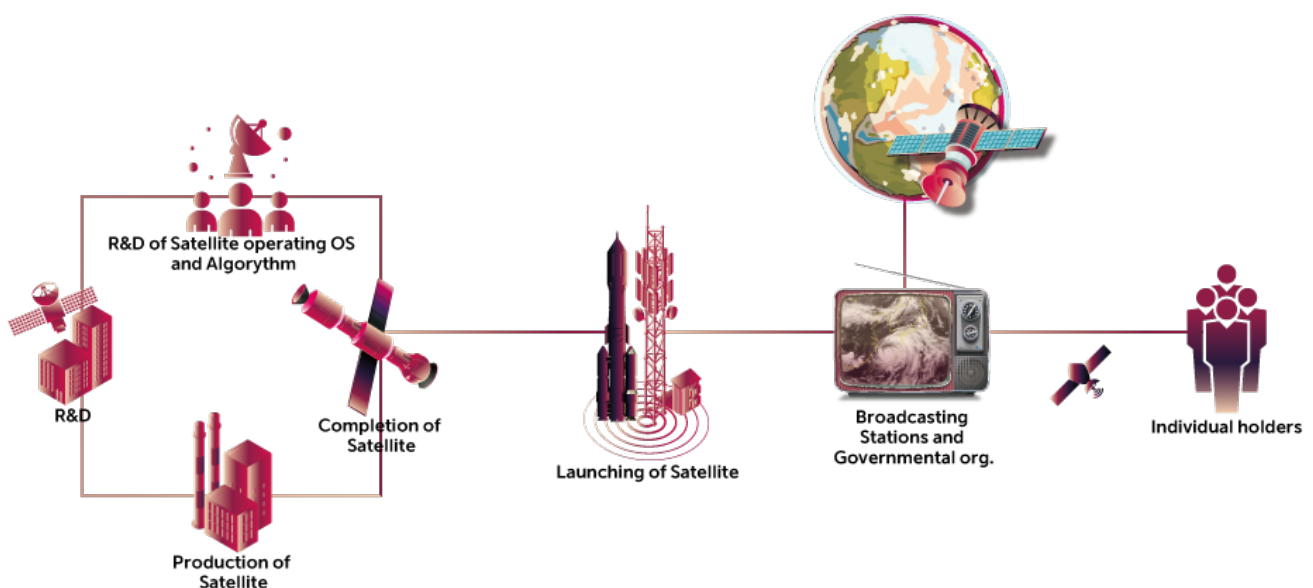 R&D of Satellite operating OS
and Algorythm
R&D
Completion of
Satellite
Production of
Satellite
Launching of Satellite
Broadcasting
Stations and
Governmental org.
Individual holders